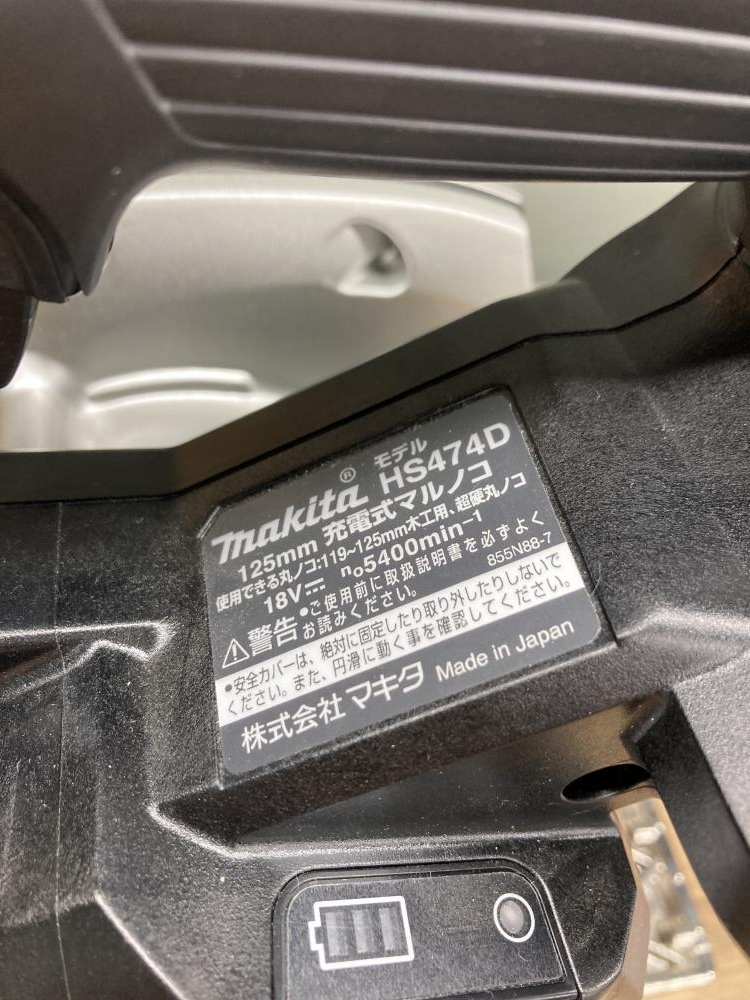 モデル
makita® HS474D
125mm 充電式マルノコ
使用できる丸ノコ:119~125mm木工用、超硬丸ノコ
18V⎓ n₀5400min⁻¹
⚠警告 •ご使用前に取扱説明書を必ずよく
お読みください。
855N88-7
•安全カバーは、絶対に固定したり取り外したりしないで
ください。また、円滑に動く事を確認してください。
株式会社マキタ Made in Japan